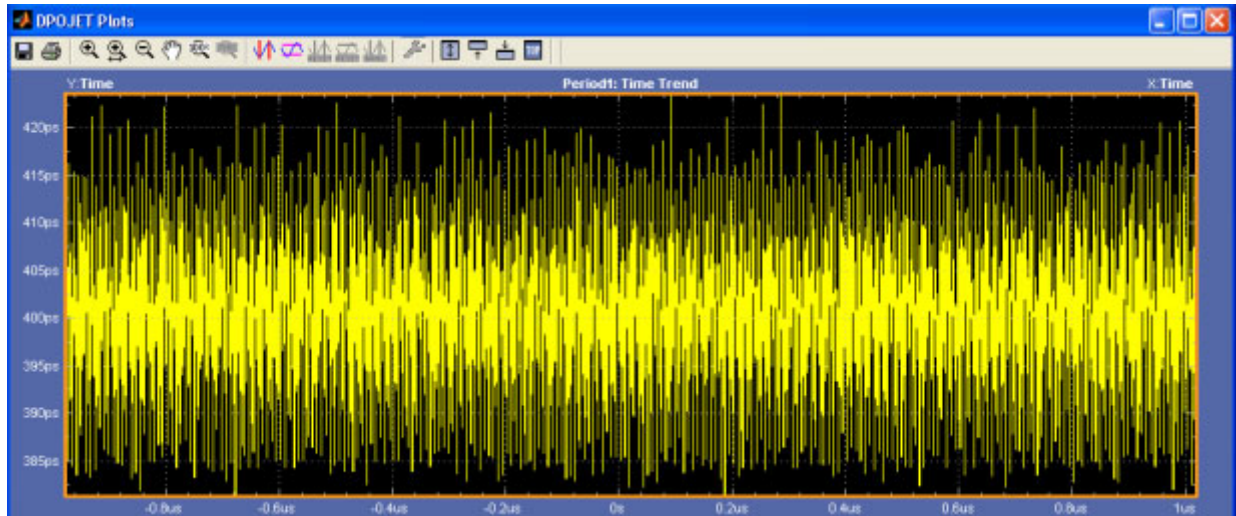 DPOJET Plots
Y:Time Period1: Time Trend X:Time
420ps
415ps
410ps
405ps
400ps
395ps
390ps
385ps
-0.8us -0.6us -0.4us -0.2us 0s 0.2us 0.4us 0.6us 0.8us 1us